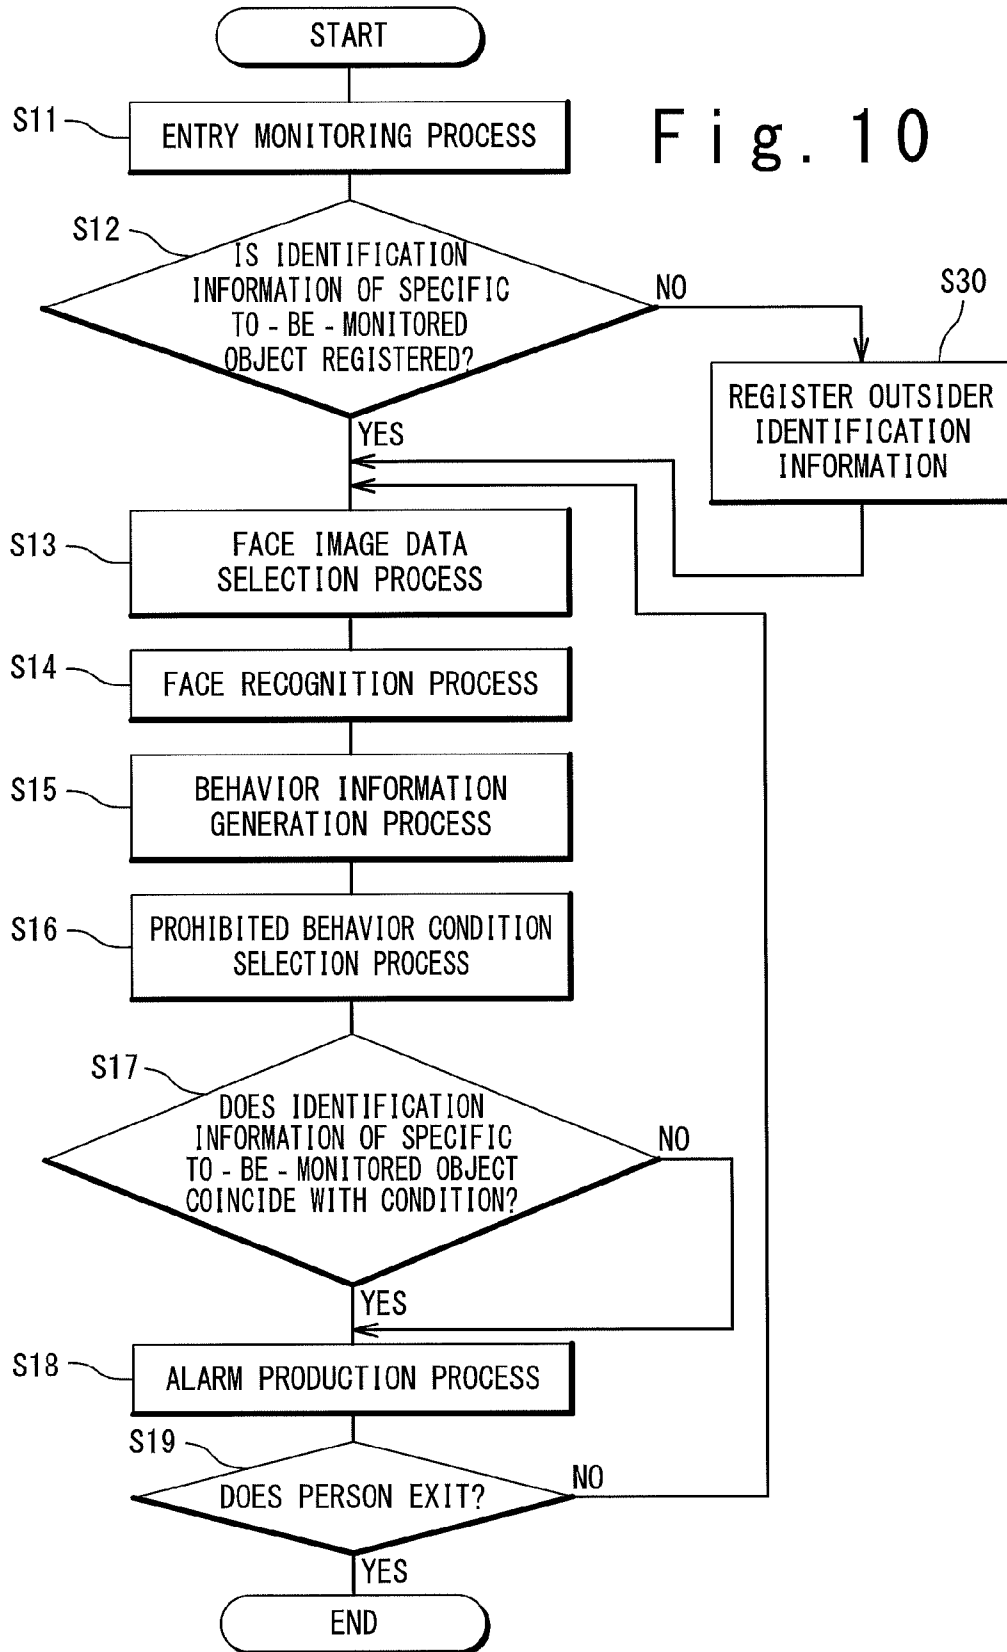 START
Fig. 10
S11
ENTRY MONITORING PROCESS
S12
IS IDENTIFICATION
INFORMATION OF SPECIFIC
TO - BE - MONITORED
OBJECT REGISTERED?
NO
S30
REGISTER OUTSIDER
IDENTIFICATION
INFORMATION
YES
S13
FACE IMAGE DATA
SELECTION PROCESS
S14
FACE RECOGNITION PROCESS
S15
BEHAVIOR INFORMATION
GENERATION PROCESS
S16
PROHIBITED BEHAVIOR CONDITION
SELECTION PROCESS
S17
DOES IDENTIFICATION
INFORMATION OF SPECIFIC
TO - BE - MONITORED OBJECT
COINCIDE WITH CONDITION?
NO
YES
S18
ALARM PRODUCTION PROCESS
S19
DOES PERSON EXIT?
NO
YES
END